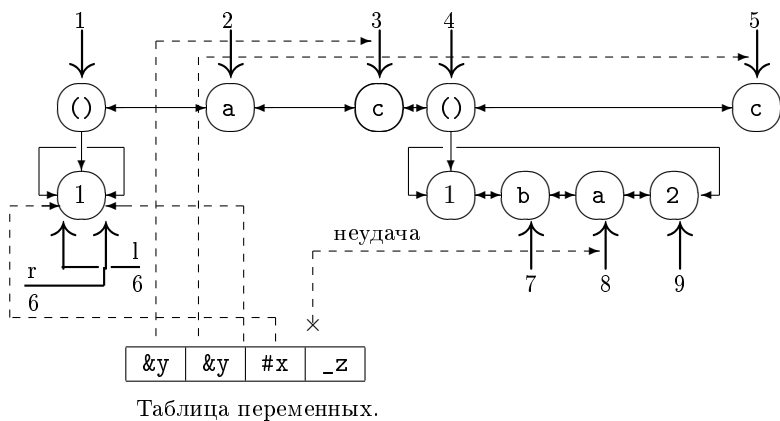 1 2 3 4 5
() a c () c
1 1 b a 2
неудача
r l
6 6 7 8 9
&y &y #x _z
Таблица переменных.